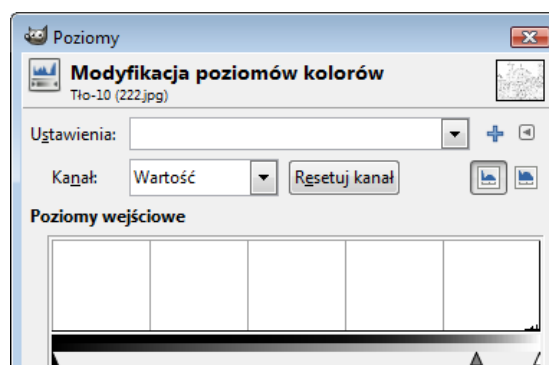 Poziomy
Modyfikacja poziomów kolorów
Tło-10 (222.jpg)
Ustawienia:
Kanał: Wartość Resetuj kanał
Poziomy wejściowe